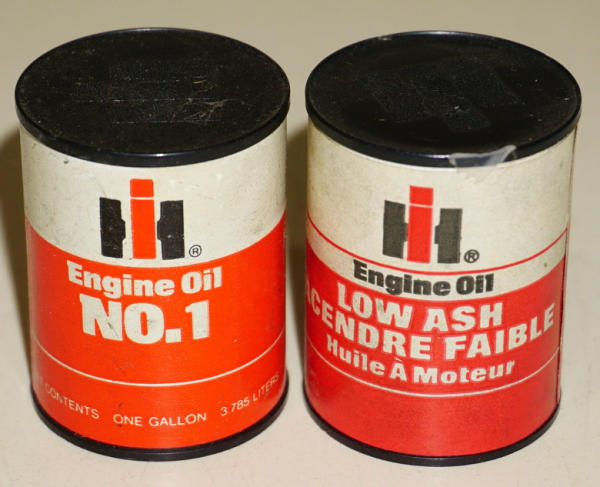 IH ®
Engine Oil
NO.1
CONTENTS ONE GALLON 3.785 LITERS
IH ®
Engine Oil
LOW ASH
CENDRE FAIBLE
Huile À Moteur